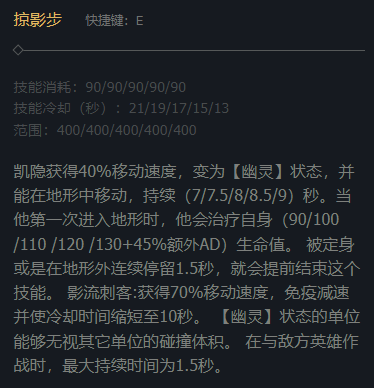 掠影步 快捷键：E
技能消耗：90/90/90/90/90
技能冷却（秒）：21/19/17/15/13
范围：400/400/400/400/400
凯隐获得40%移动速度，变为【幽灵】状态，并
能在地形中移动，持续（7/7.5/8/8.5/9）秒。当
他第一次进入地形时，他会治疗自身（90/100
/110 /120 /130+45%额外AD）生命值。 被定身
或是在地形外连续停留1.5秒，就会提前结束这个
技能。 影流刺客:获得70%移动速度，免疫减速
并使冷却时间缩短至10秒。 【幽灵】状态的单位
能够无视其它单位的碰撞体积。 在与敌方英雄作
战时，最大持续时间为1.5秒。